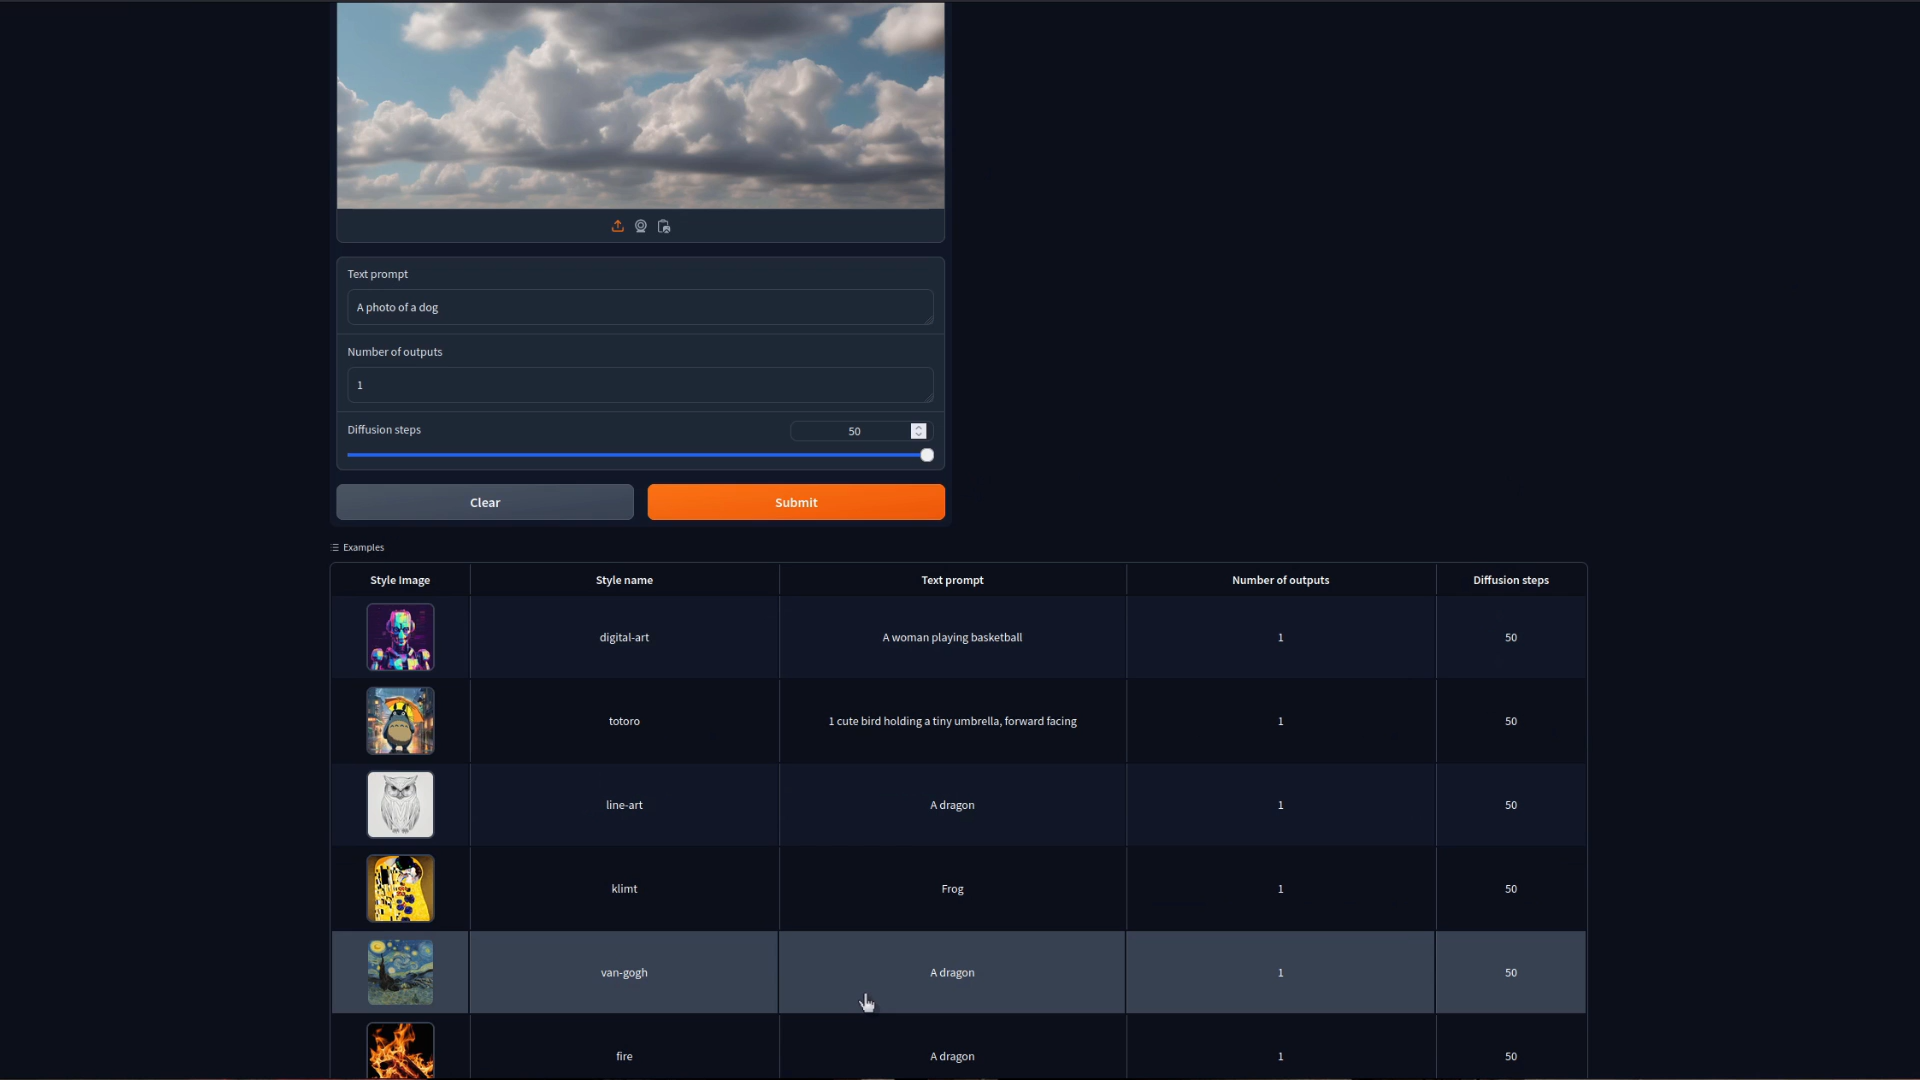 Text prompt
A photo of a dog
Number of outputs
1
Diffusion steps
50
Clear
Submit
Examples
Style Image Style name Text prompt Number of outputs Diffusion steps
digital-art A woman playing basketball 1 50
totoro 1 cute bird holding a tiny umbrella, forward facing 1 50
line-art A dragon 1 50
klimt Frog 1 50
van-gogh A dragon 1 50
fire A dragon 1 50